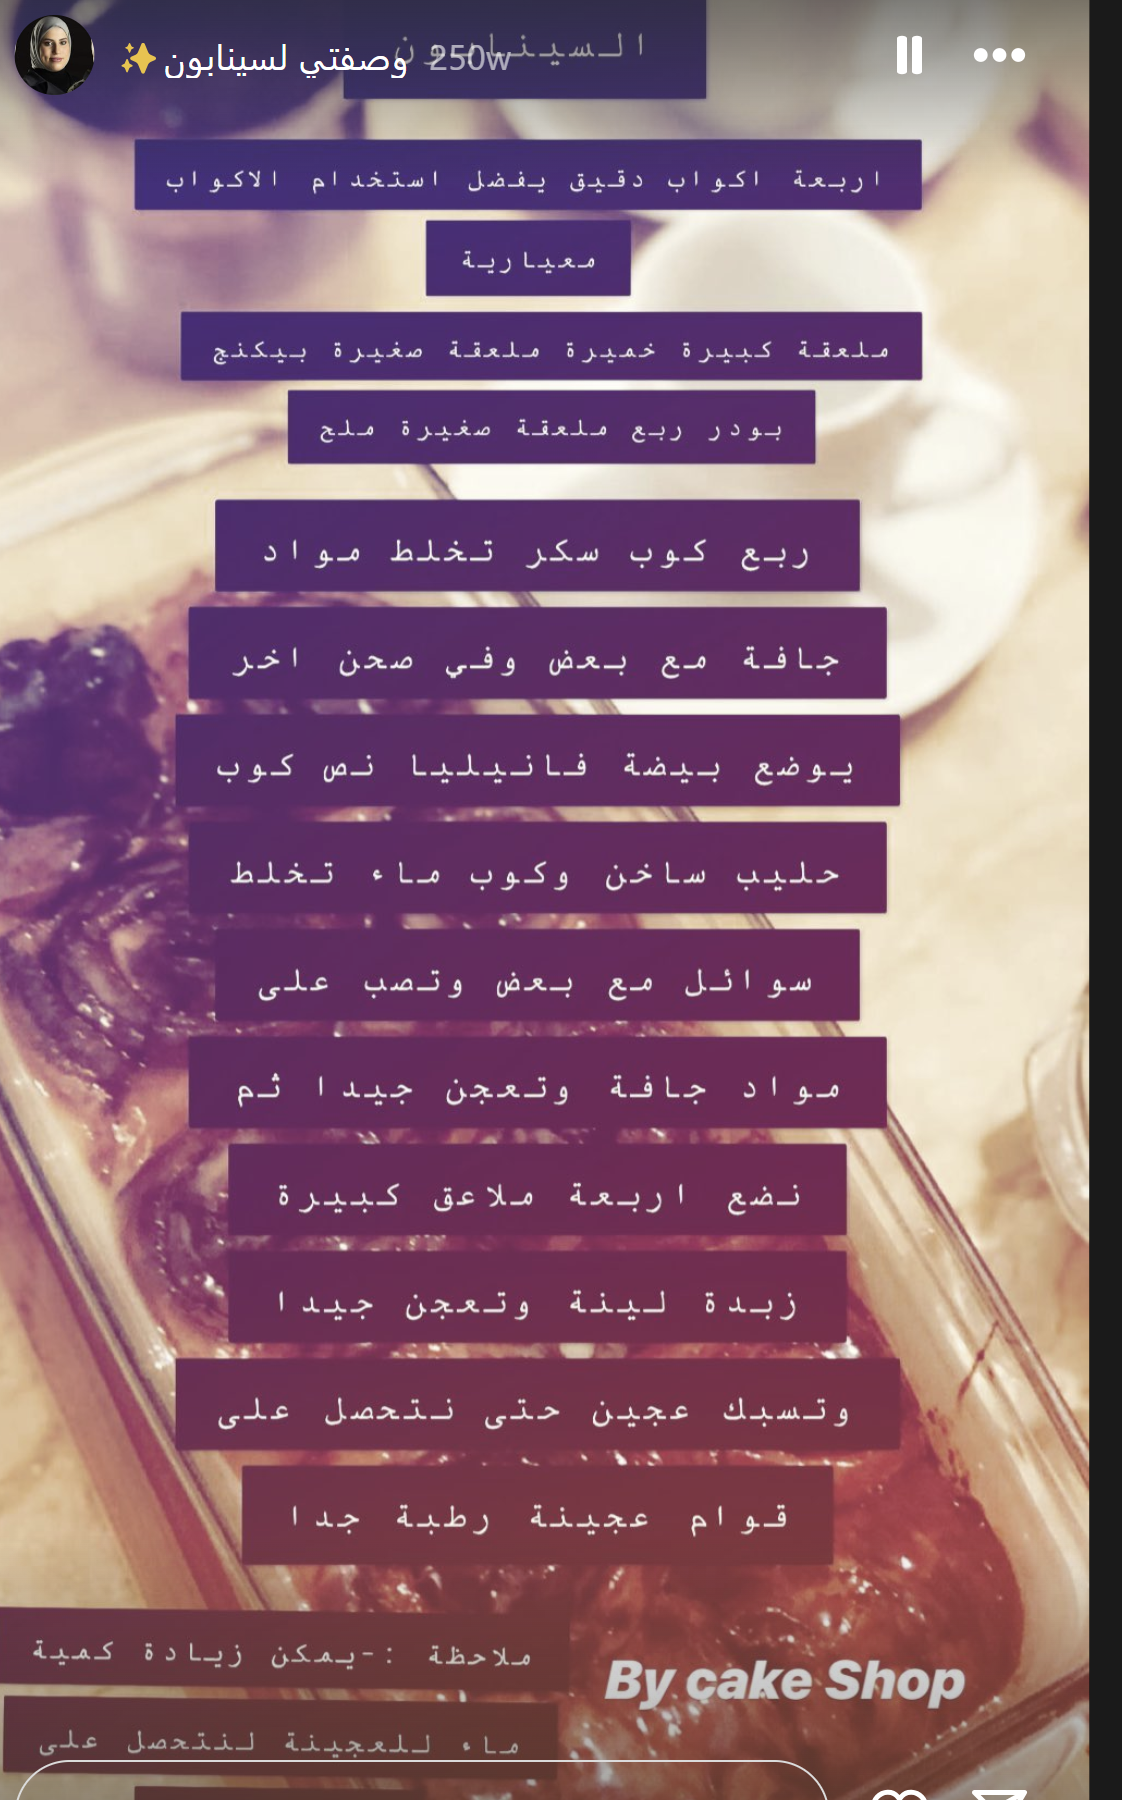 وصفتي لسينابون ✨ 250w
السينابون
اربعة اكواب دقيق يفضل استخدام الاكواب
معيارية
ملعقة كبيرة خميرة ملعقة صغيرة بيكنج
بودر ربع ملعقة صغيرة ملح
ربع كوب سكر تخلط مواد
جافة مع بعض وفي صحن اخر
يوضع بيضة فانيليا نص كوب
حليب ساخن وكوب ماء تخلط
سوائل مع بعض وتصب على
مواد جافة وتعجن جيدا ثم
نضع اربعة ملاعق كبيرة
زبدة لينة وتعجن جيدا
وتسبك عجين حتى نتحصل على
قوام عجينة رطبة جدا
ملاحظة :-يمكن زيادة كمية
ماء للعجينة لنتحصل على
By cake Shop